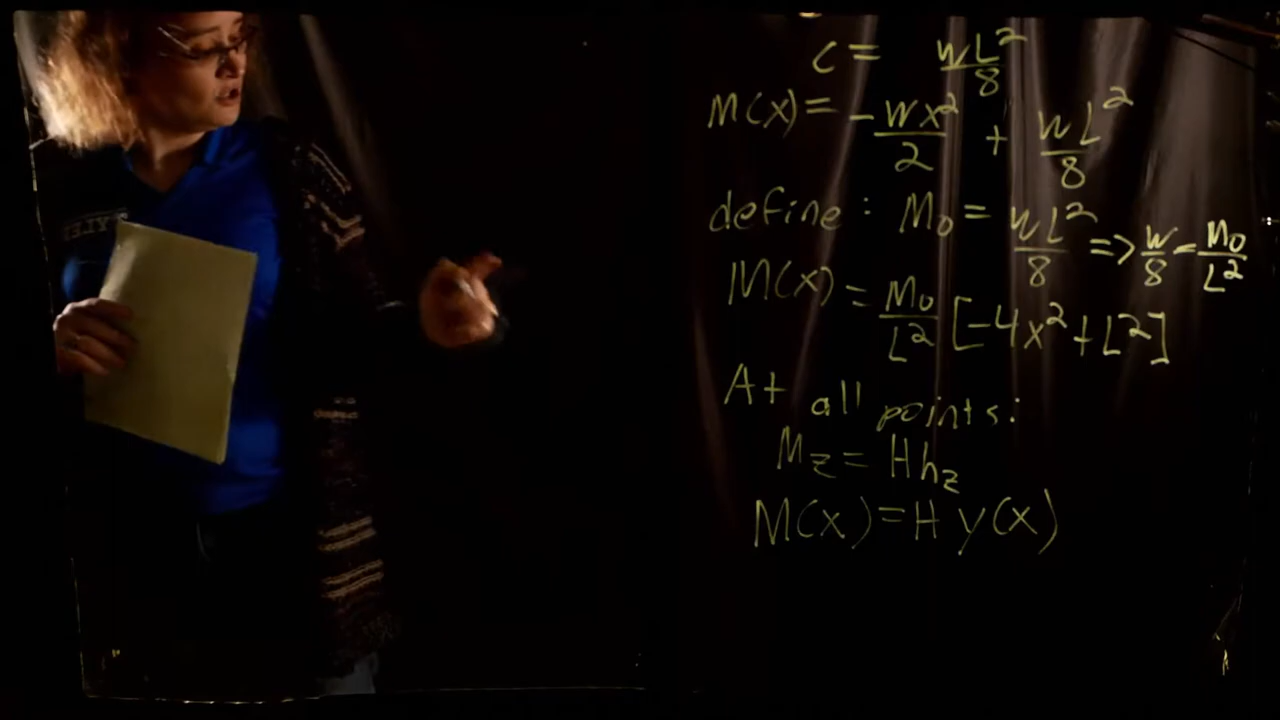 c = wL²/8
M(x) = -wx²/2 + wL²/8
define: M₀ = wL²/8 => w/8 = M₀/L²
M(x) = M₀/L² [-4x² + L²]
At all points:
M_z = H h_z
M(x) = H y(x)